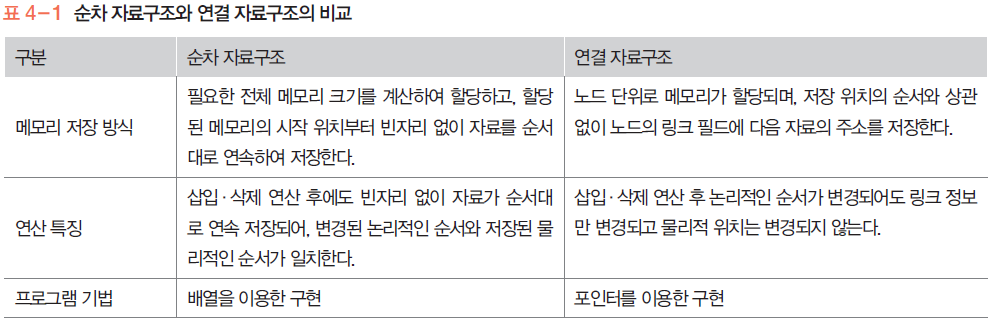 표 4-1 순차 자료구조와 연결 자료구조의 비교
구분
순차 자료구조
연결 자료구조
메모리 저장 방식
필요한 전체 메모리 크기를 계산하여 할당하고, 할당
된 메모리의 시작 위치부터 빈자리 없이 자료를 순서
대로 연속하여 저장한다.
노드 단위로 메모리가 할당되며, 저장 위치의 순서와 상관
없이 노드의 링크 필드에 다음 자료의 주소를 저장한다.
연산 특징
삽입·삭제 연산 후에도 빈자리 없이 자료가 순서대
로 연속 저장되어, 변경된 논리적인 순서와 저장된 물
리적인 순서가 일치한다.
삽입·삭제 연산 후 논리적인 순서가 변경되어도 링크 정보
만 변경되고 물리적 위치는 변경되지 않는다.
프로그램 기법
배열을 이용한 구현
포인터를 이용한 구현